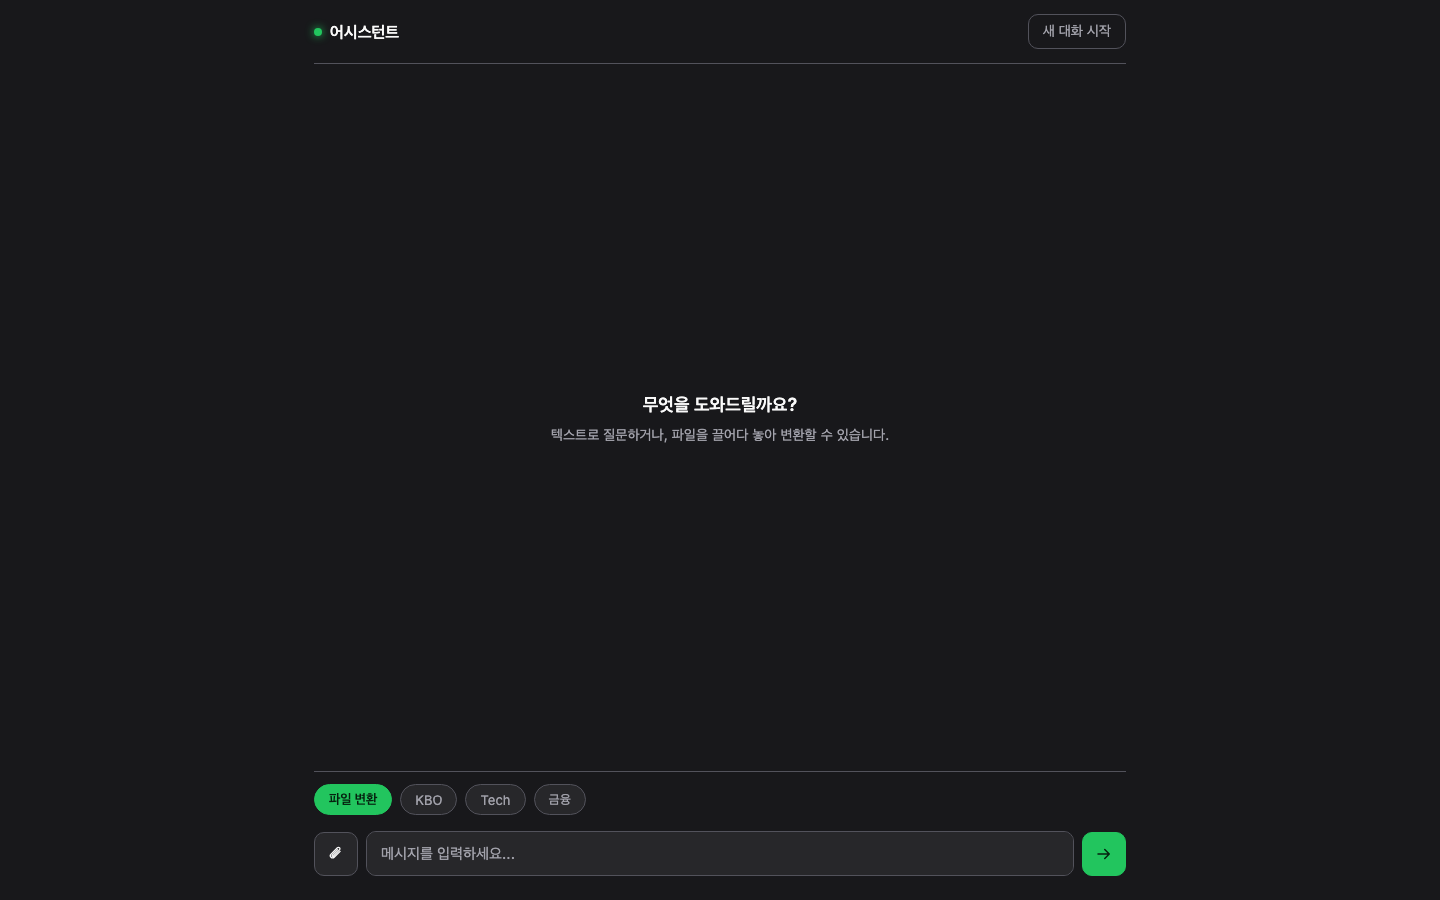 어시스턴트
새 대화 시작
무엇을 도와드릴까요?
텍스트로 질문하거나, 파일을 끌어다 놓아 변환할 수 있습니다.
파일 변환 KBO Tech 금융
메시지를 입력하세요...